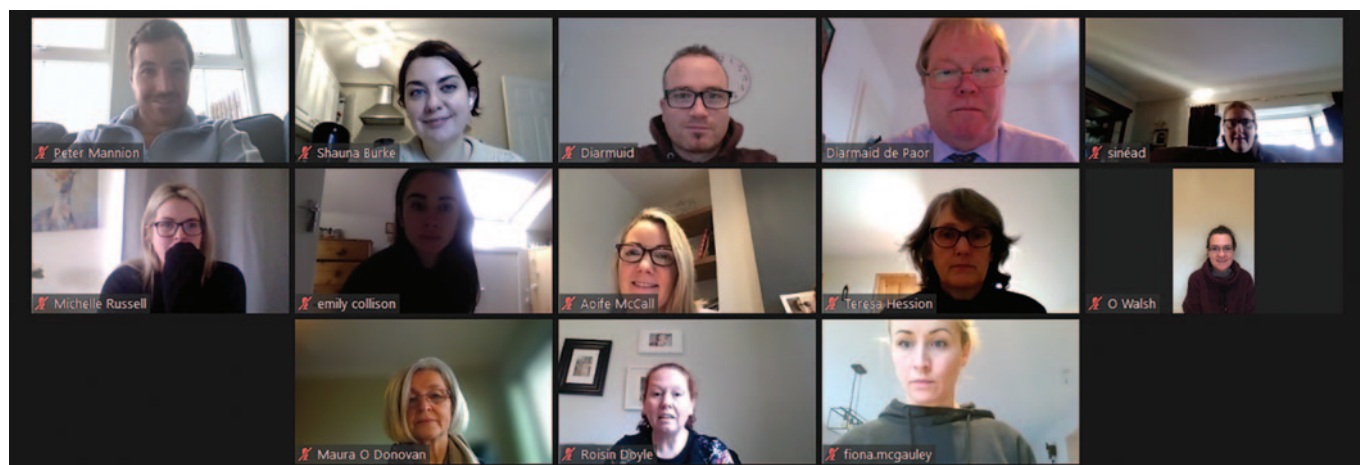 Peter Mannion
Shauna Burke
Diarmuid
Diarmaid de Paor
sinéad
Michelle Russell
emily collison
Aoife McCall
Teresa Hession
O Walsh
Maura O Donovan
Roisin Doyle
fiona.mcgauley